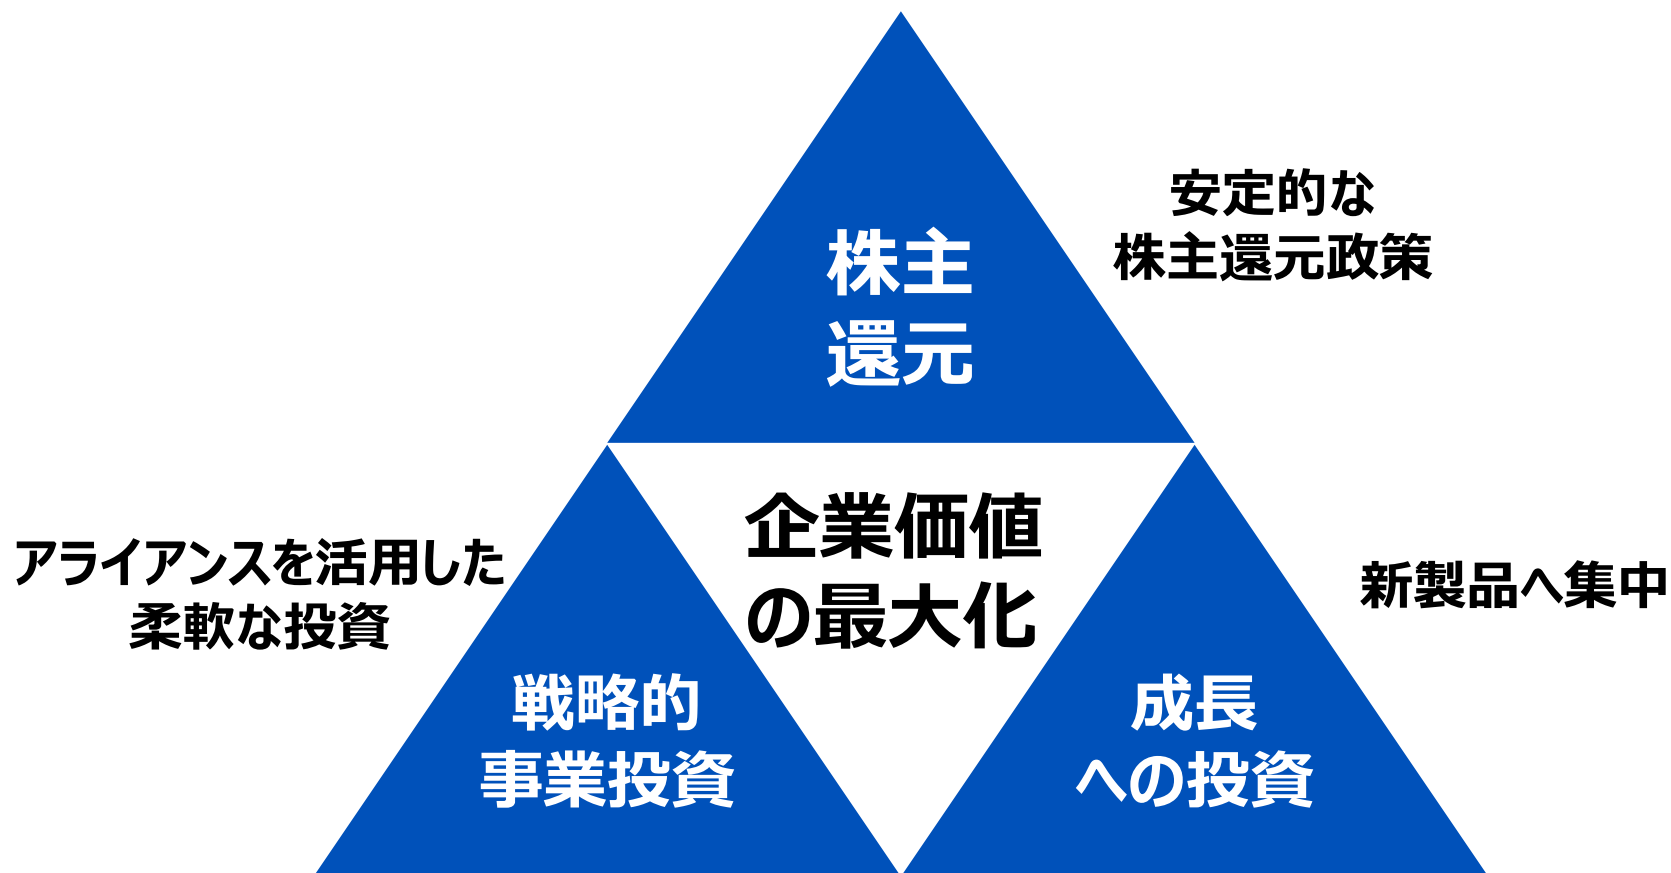 安定的な
株主還元政策
株主
還元
企業価値
の最大化
アライアンスを活用した
柔軟な投資
新製品へ集中
戦略的
事業投資
成長
への投資